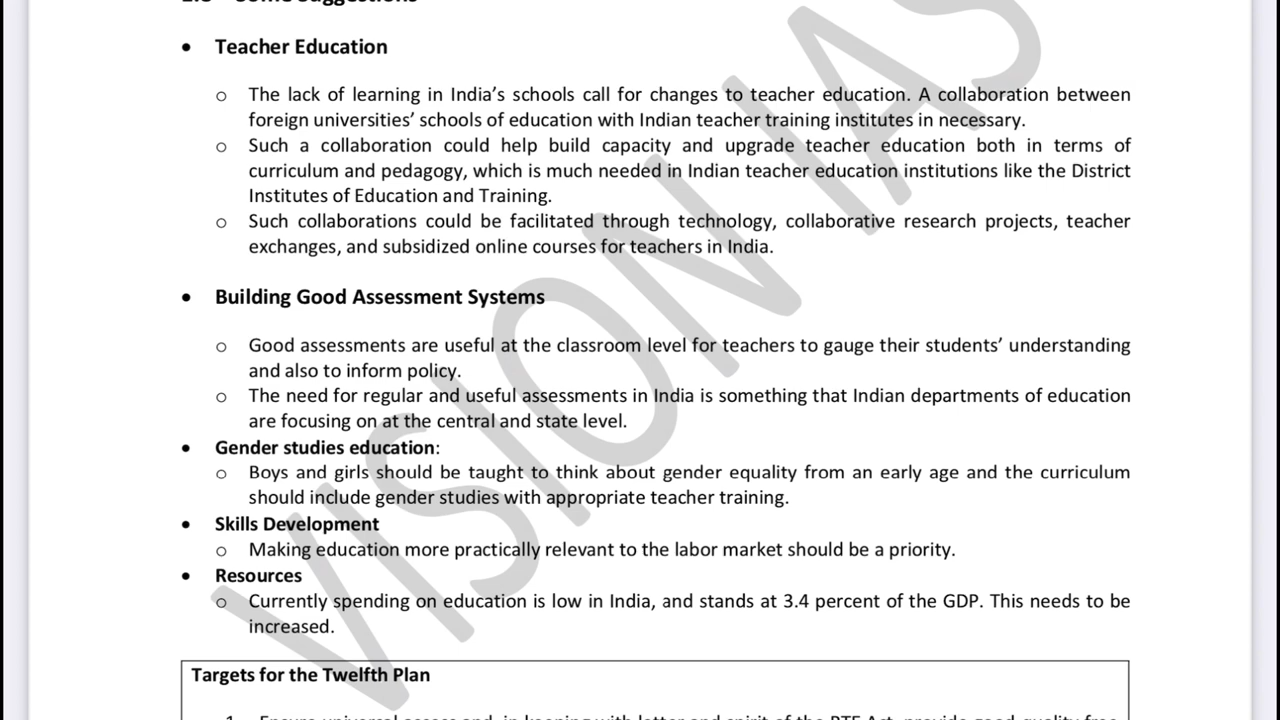 • Teacher Education
o The lack of learning in India's schools call for changes to teacher education. A collaboration between
foreign universities' schools of education with Indian teacher training institutes in necessary.
o Such a collaboration could help build capacity and upgrade teacher education both in terms of
curriculum and pedagogy, which is much needed in Indian teacher education institutions like the District
Institutes of Education and Training.
o Such collaborations could be facilitated through technology, collaborative research projects, teacher
exchanges, and subsidized online courses for teachers in India.
• Building Good Assessment Systems
o Good assessments are useful at the classroom level for teachers to gauge their students' understanding
and also to inform policy.
o The need for regular and useful assessments in India is something that Indian departments of education
are focusing on at the central and state level.
• Gender studies education:
o Boys and girls should be taught to think about gender equality from an early age and the curriculum
should include gender studies with appropriate teacher training.
• Skills Development
o Making education more practically relevant to the labor market should be a priority.
• Resources
o Currently spending on education is low in India, and stands at 3.4 percent of the GDP. This needs to be
increased.
Targets for the Twelfth Plan
VISION IAS